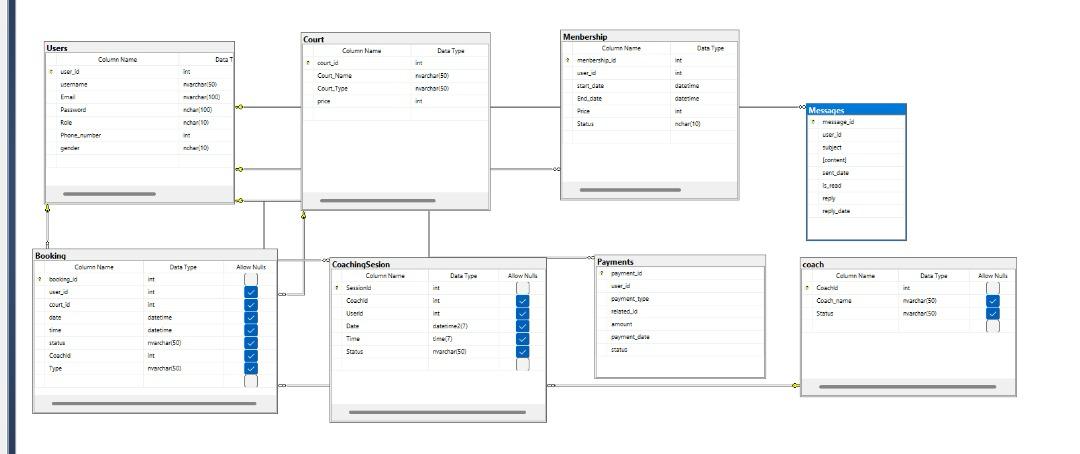 Users
Column Name Data T
user_id int
username nvarchar(50)
Email nvarchar(100)
Password nchar(100)
Role nchar(10)
Phone_number int
gender nchar(10)
Court
Column Name Data Type
court_id int
Court_Name nvarchar(50)
Court_Type nvarchar(50)
price int
Menbership
Column Name Data Type
menbership_id int
user_id int
start_date datetime
End_date datetime
Price int
Status nchar(10)
Messages
message_id
user_id
subject
[content]
sent_date
is_read
reply
reply_date
Booking
Column Name Data Type Allow Nulls
booking_id int
user_id int
court_id int
date datetime
time datetime
status nvarchar(50)
CoachId int
Type nvarchar(50)
CoachingSesion
Column Name Data Type Allow Nulls
SessionId int
CoachId int
UserId int
Date datetime2(7)
Time time(7)
Status nvarchar(50)
Payments
payment_id
user_id
payment_type
related_id
amount
payment_date
status
coach
Column Name Data Type Allow Nulls
CoachId int
Coach_name nvarchar(50)
Status nvarchar(50)